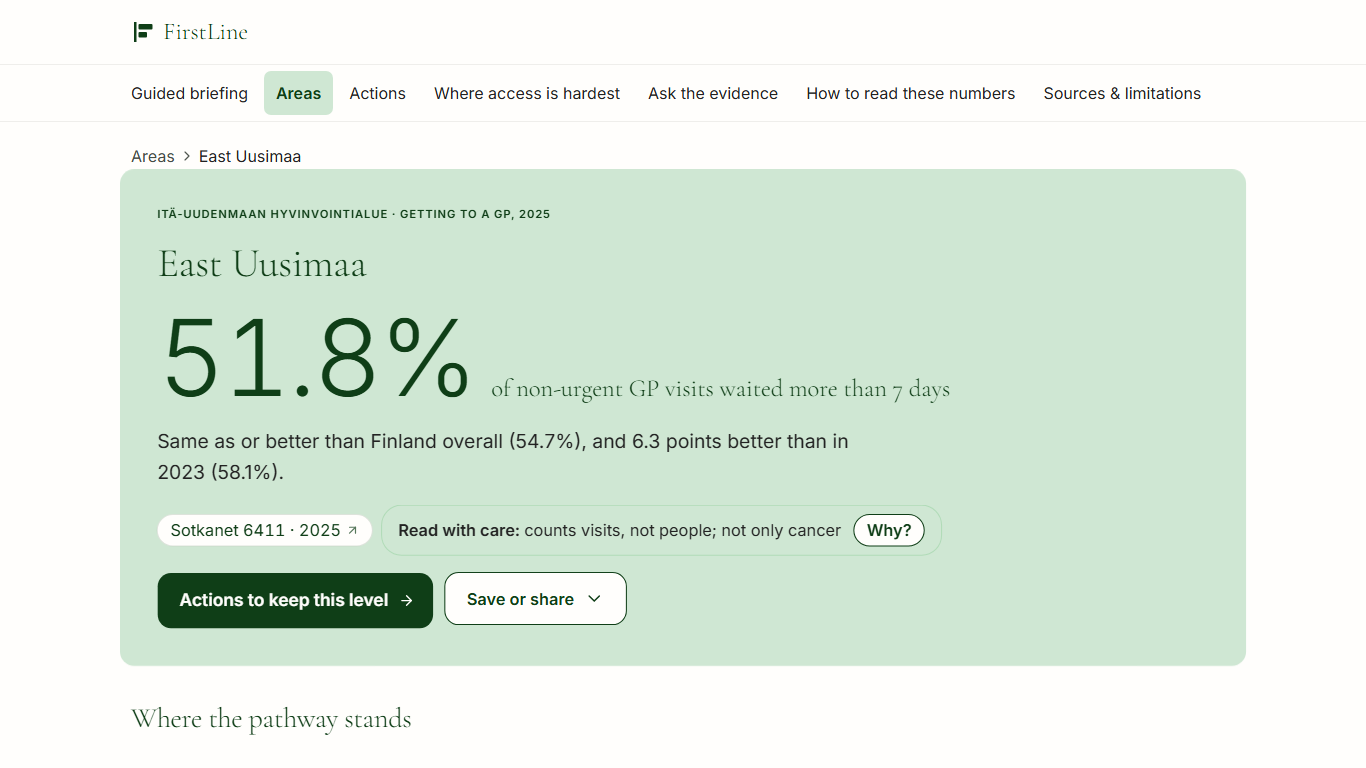 FirstLine
Guided briefing
Areas
Actions
Where access is hardest
Ask the evidence
How to read these numbers
Sources & limitations
Areas > East Uusimaa
ITÄ-UUDENMAAN HYVINVOINTIALUE · GETTING TO A GP, 2025
East Uusimaa
51.8% of non-urgent GP visits waited more than 7 days
Same as or better than Finland overall (54.7%), and 6.3 points better than in
2023 (58.1%).
Sotkanet 6411 · 2025 ↗
Read with care: counts visits, not people; not only cancer
Why?
Actions to keep this level →
Save or share
Where the pathway stands